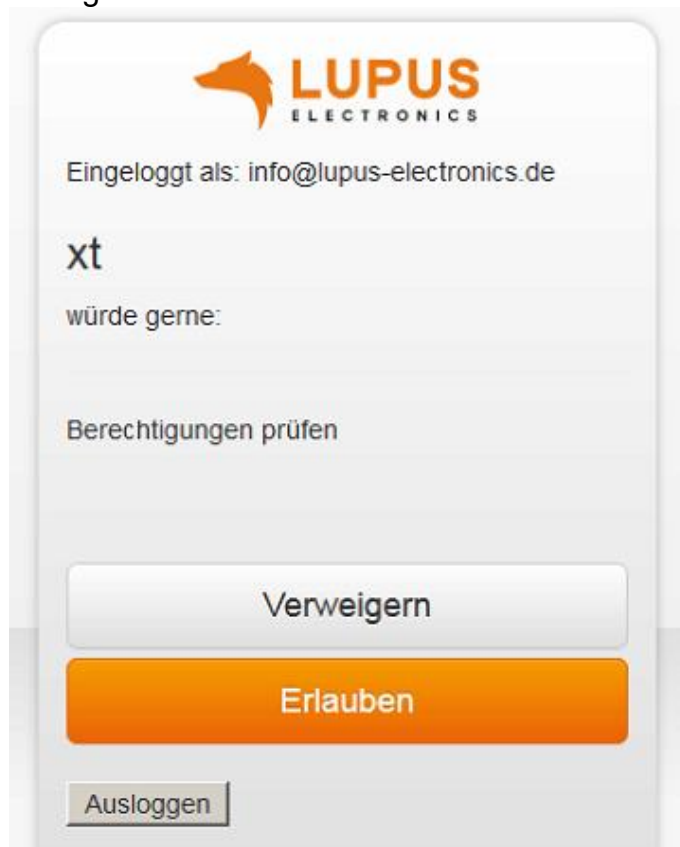 LUPUS
ELECTRONICS
Eingeloggt als: info@lupus-electronics.de
xt
würde gerne:
Berechtigungen prüfen
Verweigern
Erlauben
Ausloggen